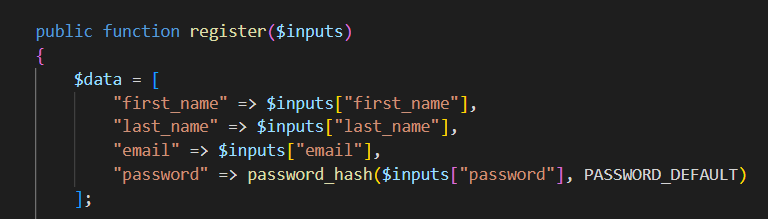 public function register($inputs)
{
$data = [
"first_name" => $inputs["first_name"],
"last_name" => $inputs["last_name"],
"email" => $inputs["email"],
"password" => password_hash($inputs["password"], PASSWORD_DEFAULT)
];